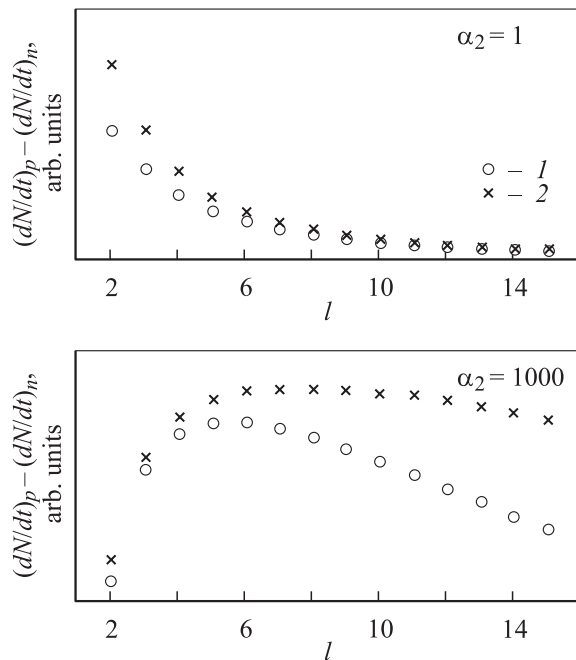 ((dN/dt)p – (dN/dt)n,
arb. units
α2 = 1
1
2
2 6 10 14
l
((dN/dt)p – (dN/dt)n,
arb. units
α2 = 1000
2 6 10 14
l